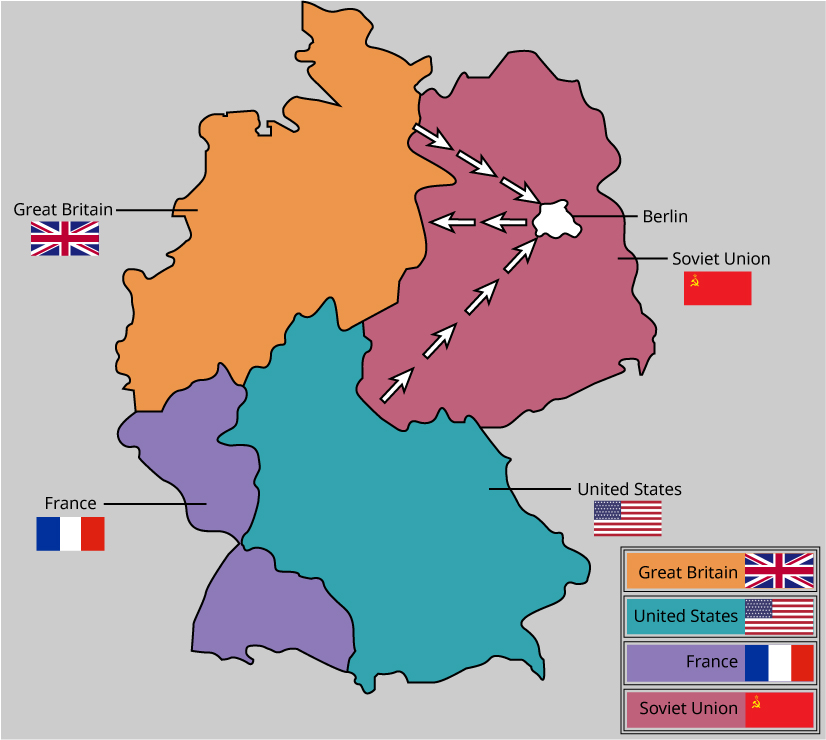 Great Britain
Berlin
Soviet Union
France
United States
Great Britain
United States
France
Soviet Union